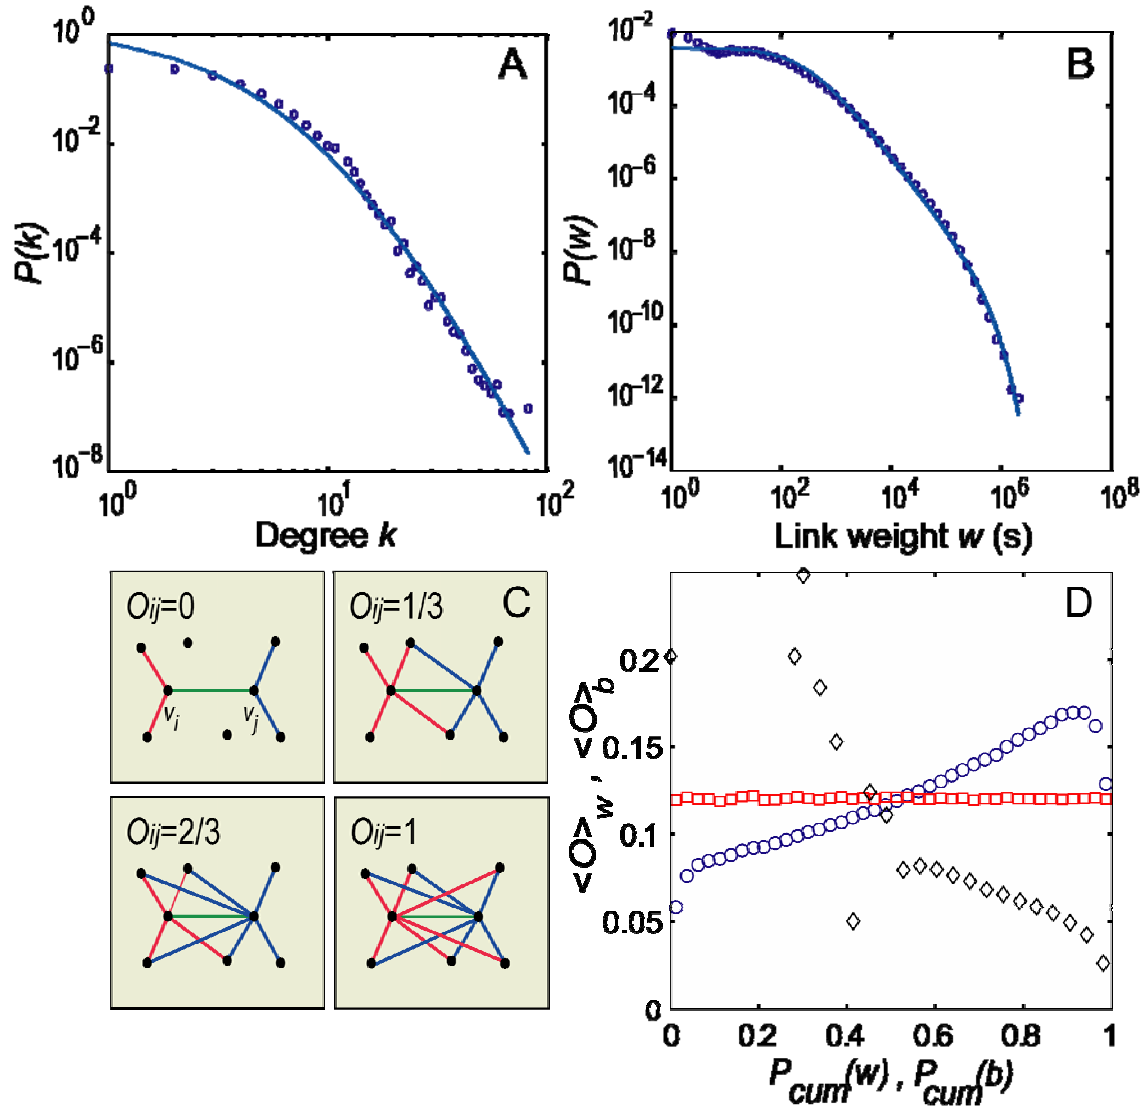 A
P(k)
10^0
10^−2
10^−4
10^−6
10^−8
10^0
10^1
10^2
Degree k
B
P(w)
10^−2
10^−4
10^−6
10^−8
10^−10
10^−12
10^−14
10^0
10^2
10^4
10^6
10^8
Link weight w (s)
C
Oij=0
vi
vj
Oij=1/3
Oij=2/3
Oij=1
D
<O>w , <O>b
0.2
0.15
0.1
0.05
0
0
0.2
0.4
0.6
0.8
1
Pcum(w) , Pcum(b)